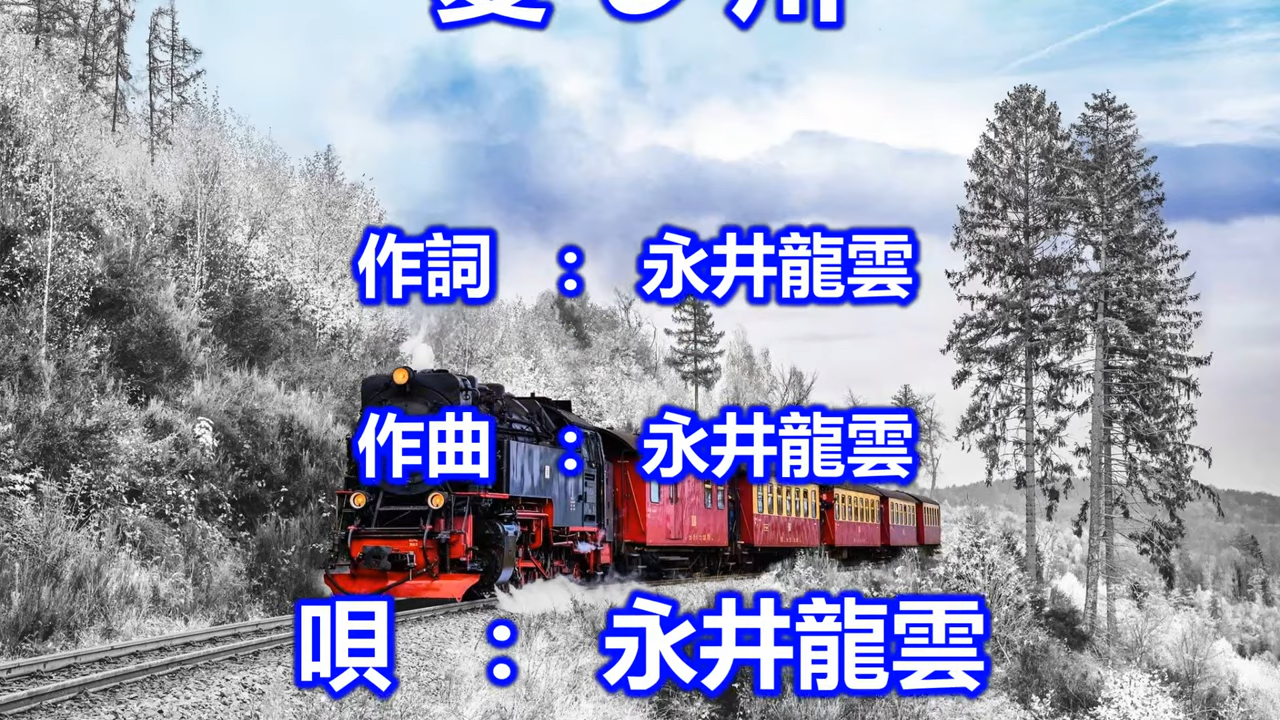 作詞　：　永井龍雲
作曲　：　永井龍雲
唄　：　永井龍雲